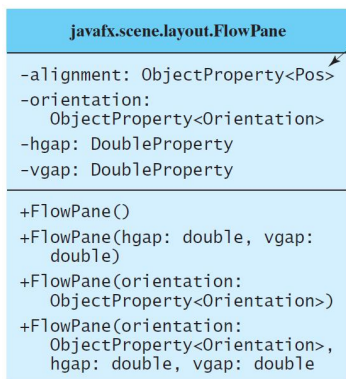 javafx.scene.layout.FlowPane
-alignment: ObjectProperty<Pos>
-orientation:
ObjectProperty<Orientation>
-hgap: DoubleProperty
-vgap: DoubleProperty
+FlowPane()
+FlowPane(hgap: double, vgap:
double)
+FlowPane(orientation:
ObjectProperty<Orientation>)
+FlowPane(orientation:
ObjectProperty<Orientation>,
hgap: double, vgap: double